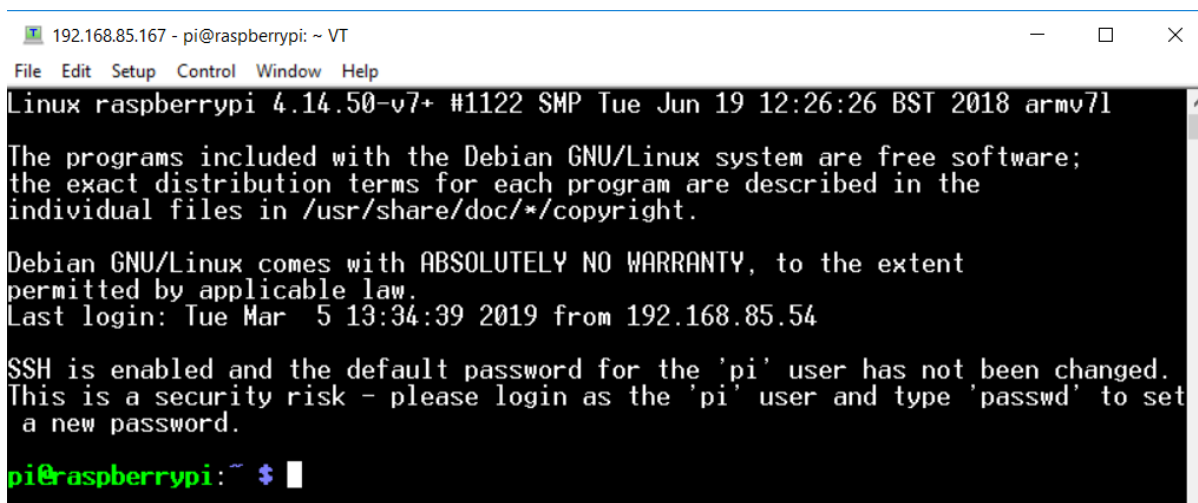 192.168.85.167 - pi@raspberrypi: ~ VT
File Edit Setup Control Window Help
Linux raspberrypi 4.14.50-v7+ #1122 SMP Tue Jun 19 12:26:26 BST 2018 armv7l
The programs included with the Debian GNU/Linux system are free software;
the exact distribution terms for each program are described in the
individual files in /usr/share/doc/*/copyright.
Debian GNU/Linux comes with ABSOLUTELY NO WARRANTY, to the extent
permitted by applicable law.
Last login: Tue Mar  5 13:34:39 2019 from 192.168.85.54
SSH is enabled and the default password for the 'pi' user has not been changed.
This is a security risk - please login as the 'pi' user and type 'passwd' to set
 a new password.
pi@raspberrypi:~ $